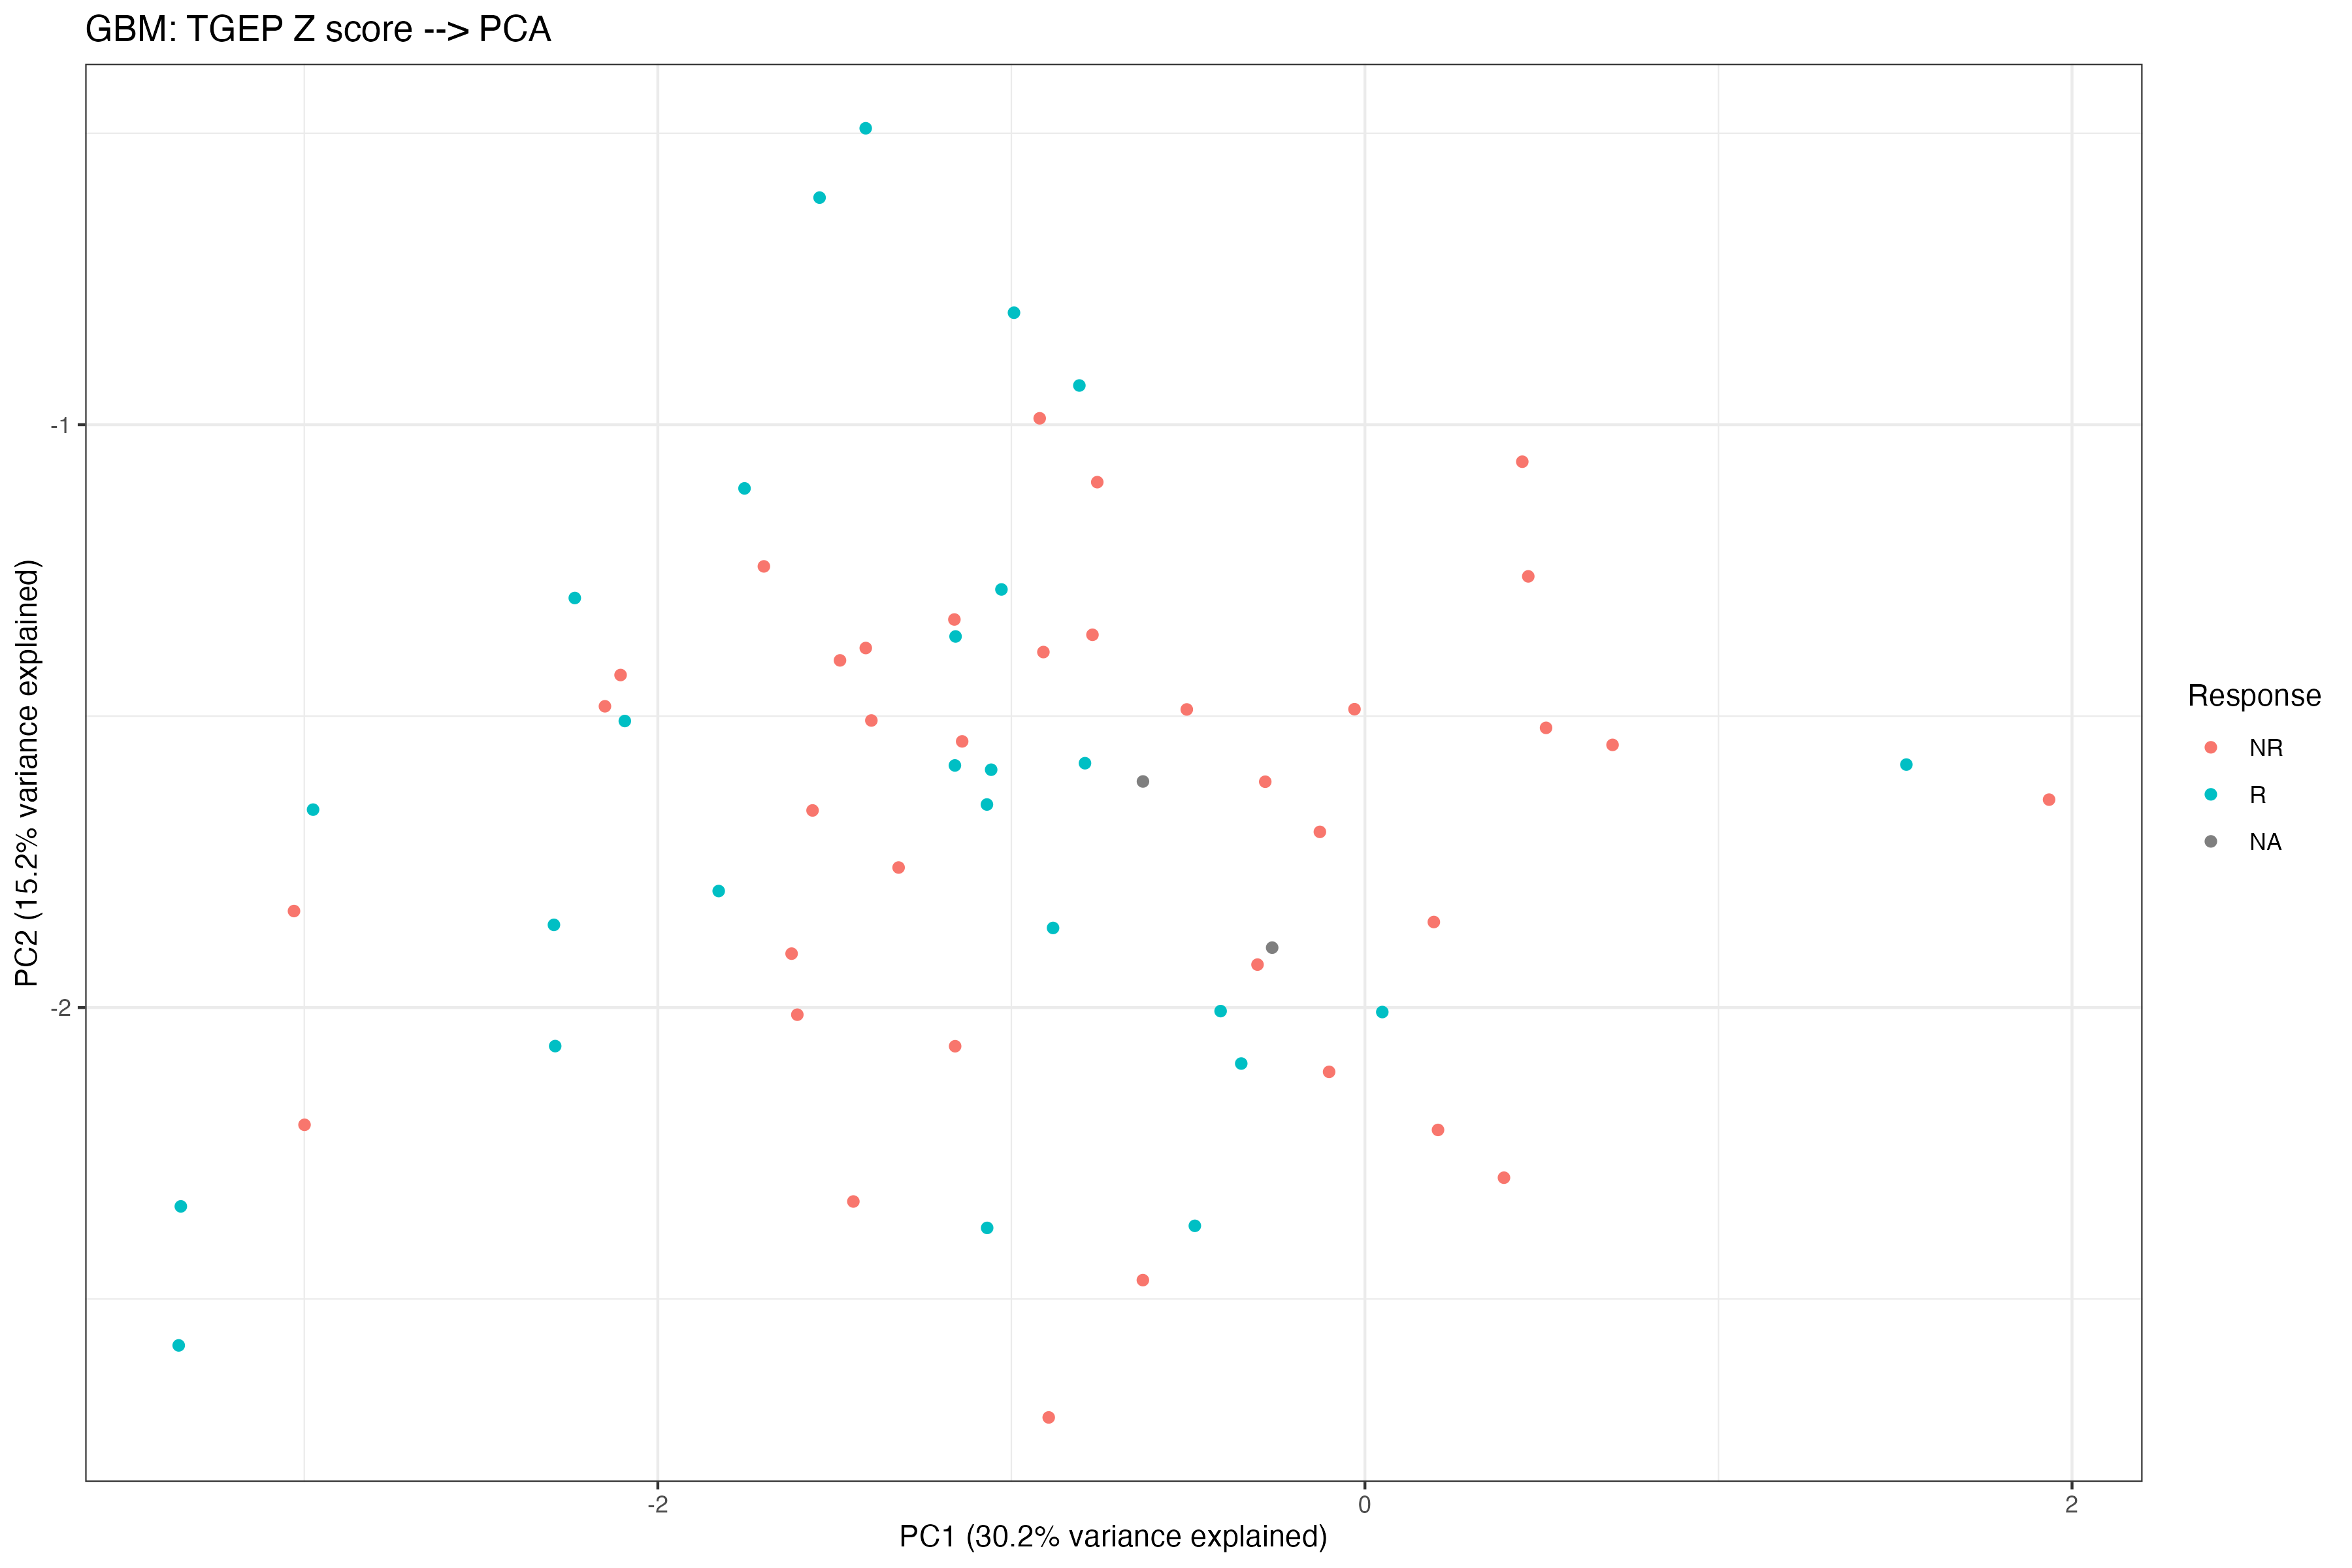 GBM: TGEP Z score --> PCA
-1
-2
PC2 (15.2% variance explained)
-2
0
2
PC1 (30.2% variance explained)
Response
NR
R
NA